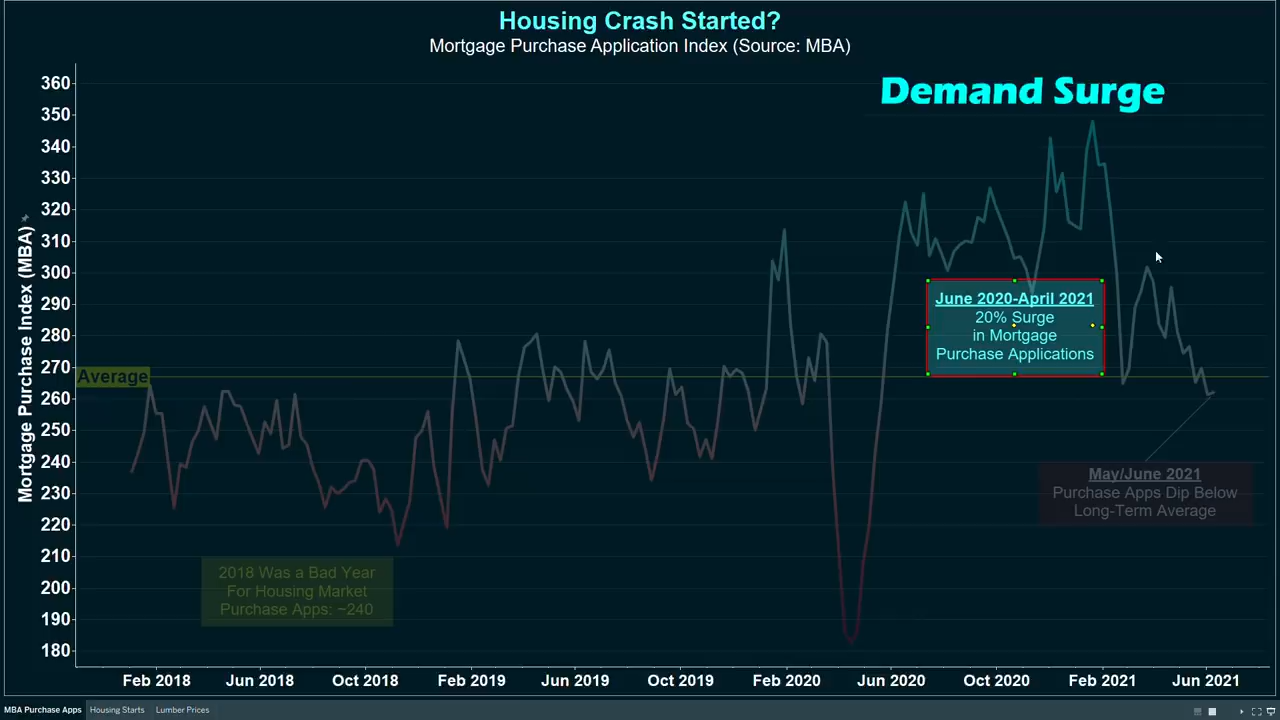 Housing Crash Started?
Mortgage Purchase Application Index (Source: MBA)
Demand Surge
Mortgage Purchase Index (MBA)
360
350
340
330
320
310
300
290
280
270
260
250
240
230
220
210
200
190
180
Average
June 2020-April 2021
20% Surge
in Mortgage
Purchase Applications
May/June 2021
Purchase Apps Dip Below
Long-Term Average
2018 Was a Bad Year
For Housing Market
Purchase Apps: ~240
Feb 2018
Jun 2018
Oct 2018
Feb 2019
Jun 2019
Oct 2019
Feb 2020
Jun 2020
Oct 2020
Feb 2021
Jun 2021
MBA Purchase Apps
Housing Starts
Lumber Prices